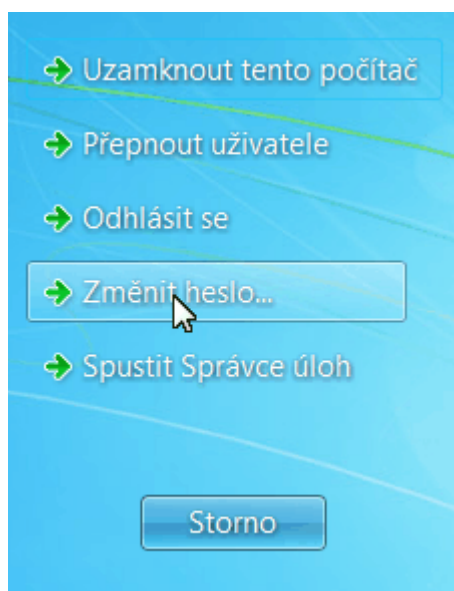 Uzamknout tento počítač
Přepnout uživatele
Odhlásit se
Změnit heslo...
Spustit Správce úloh
Storno